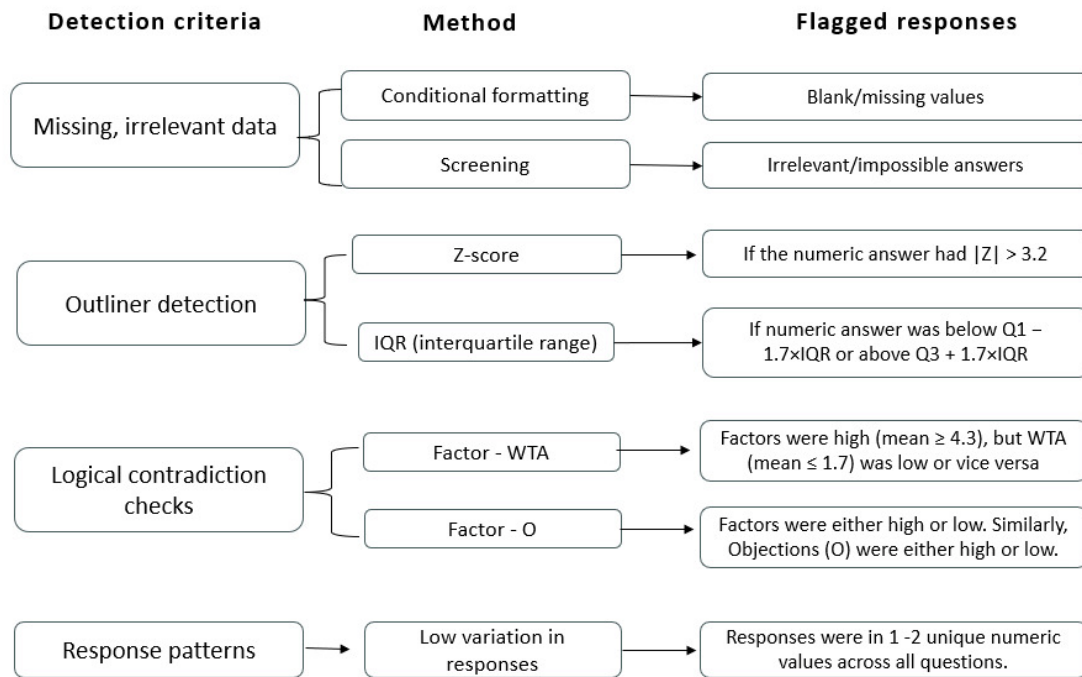 Detection criteria
Method
Flagged responses
Missing, irrelevant data
Conditional formatting
Blank/missing values
Screening
Irrelevant/impossible answers
Outliner detection
Z-score
If the numeric answer had |Z| > 3.2
IQR (interquartile range)
If numeric answer was below Q1 –
1.7×IQR or above Q3 + 1.7×IQR
Logical contradiction
checks
Factor - WTA
Factors were high (mean ≥ 4.3), but WTA
(mean ≤ 1.7) was low or vice versa
Factor - O
Factors were either high or low. Similarly,
Objections (O) were either high or low.
Response patterns
Low variation in
responses
Responses were in 1 -2 unique numeric
values across all questions.